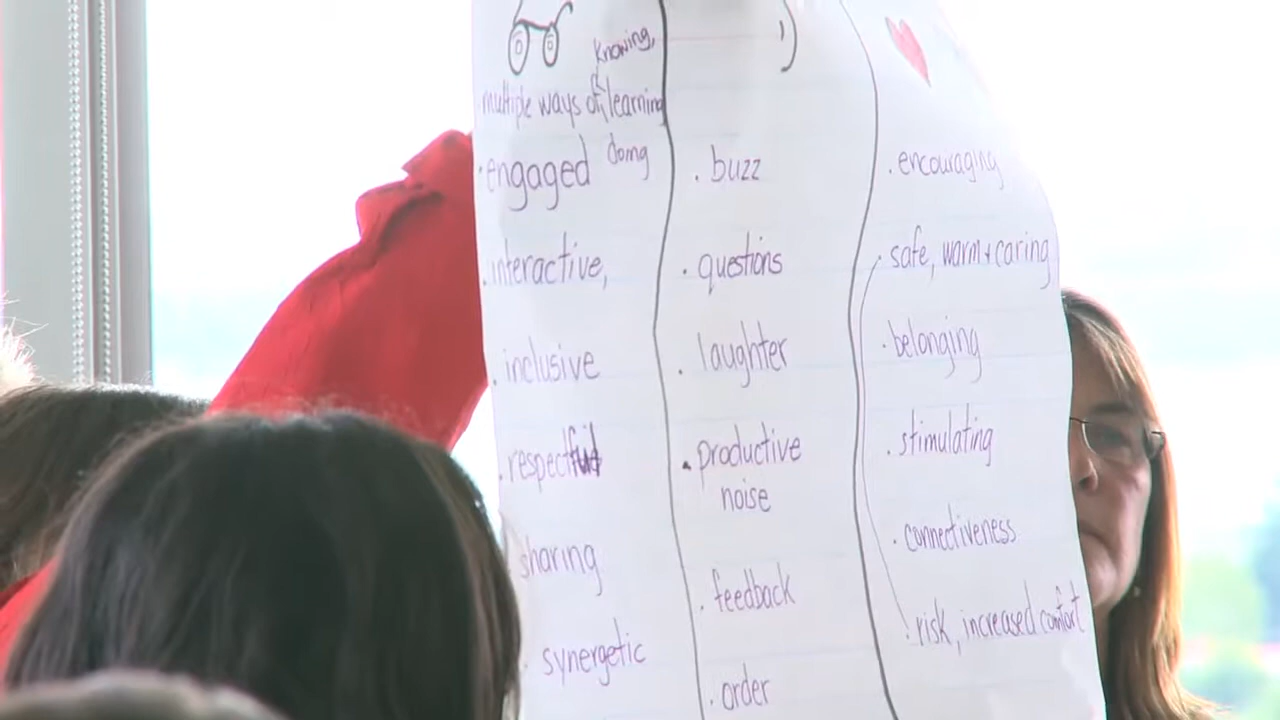 knowing,
multiple ways of learning
doing
· engaged
· interactive,
· inclusive
· respectful
sharing
· synergetic
· buzz
· questions
· laughter
· productive
noise
· feedback
· order
· encouraging
· safe, warm + caring
· belonging
· stimulating
· connectiveness
· risk, increased comfort